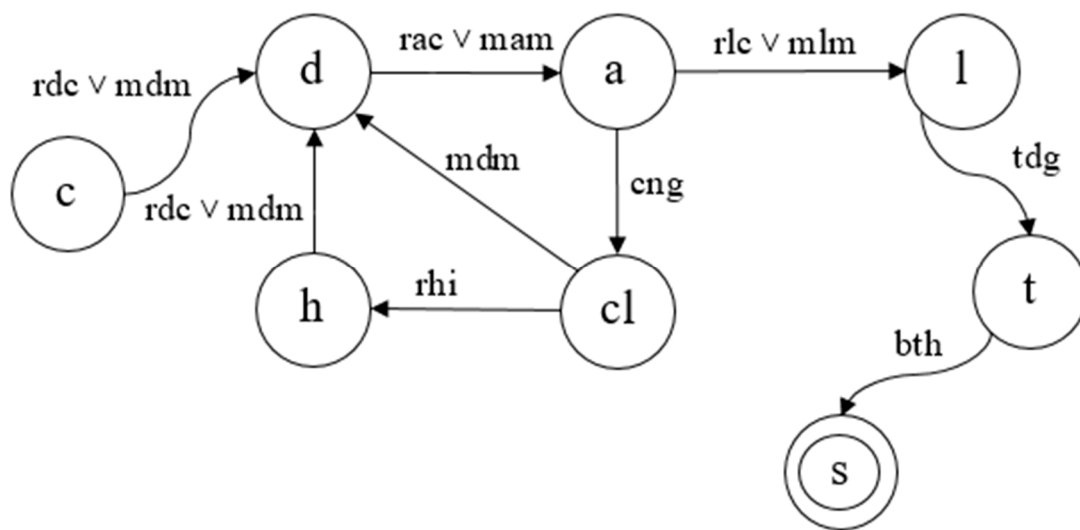 rac ∨ mam
rlc ∨ mlm
d
a
l
rdc ∨ mdm
mdm
tdg
c
cng
rdc ∨ mdm
rhi
h
cl
t
bth
s